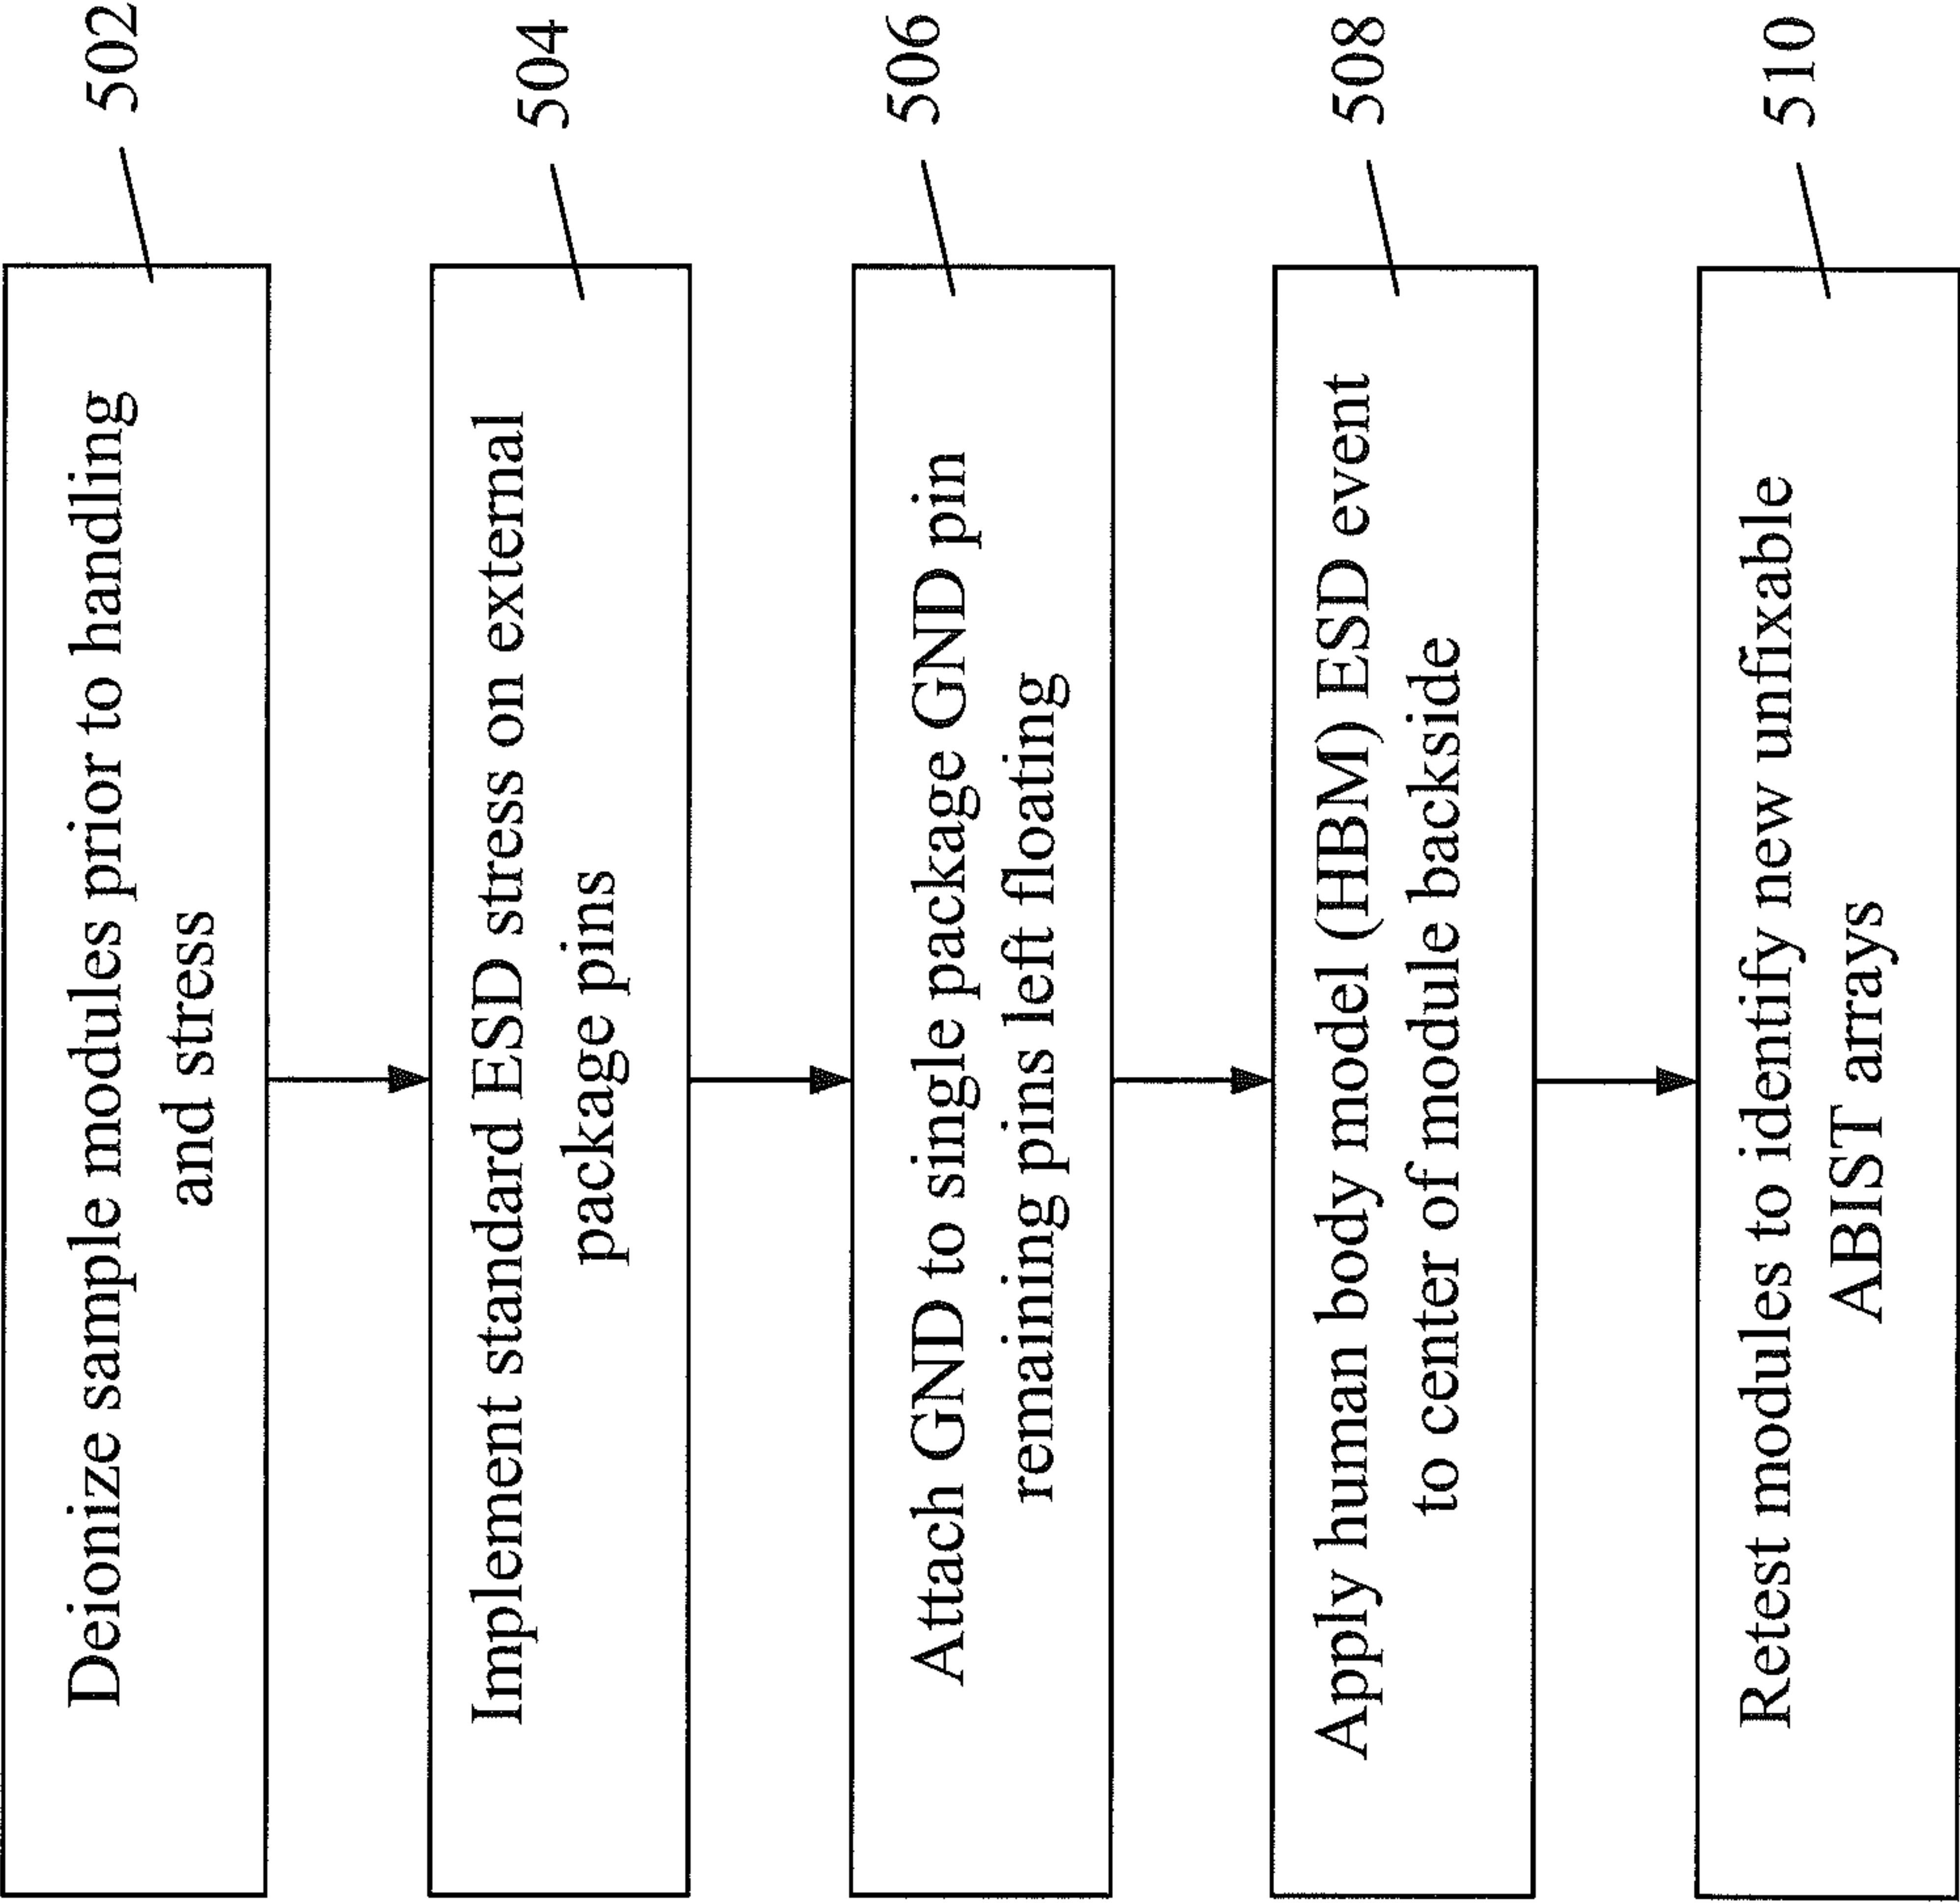 Deionize sample modules prior to handling
and stress
502
Implement standard ESD stress on external
package pins
504
Attach GND to single package GND pin
remaining pins left floating
506
Apply human body model (HBM) ESD event
to center of module backside
508
Retest modules to identify new unfixable
ABIST arrays
510